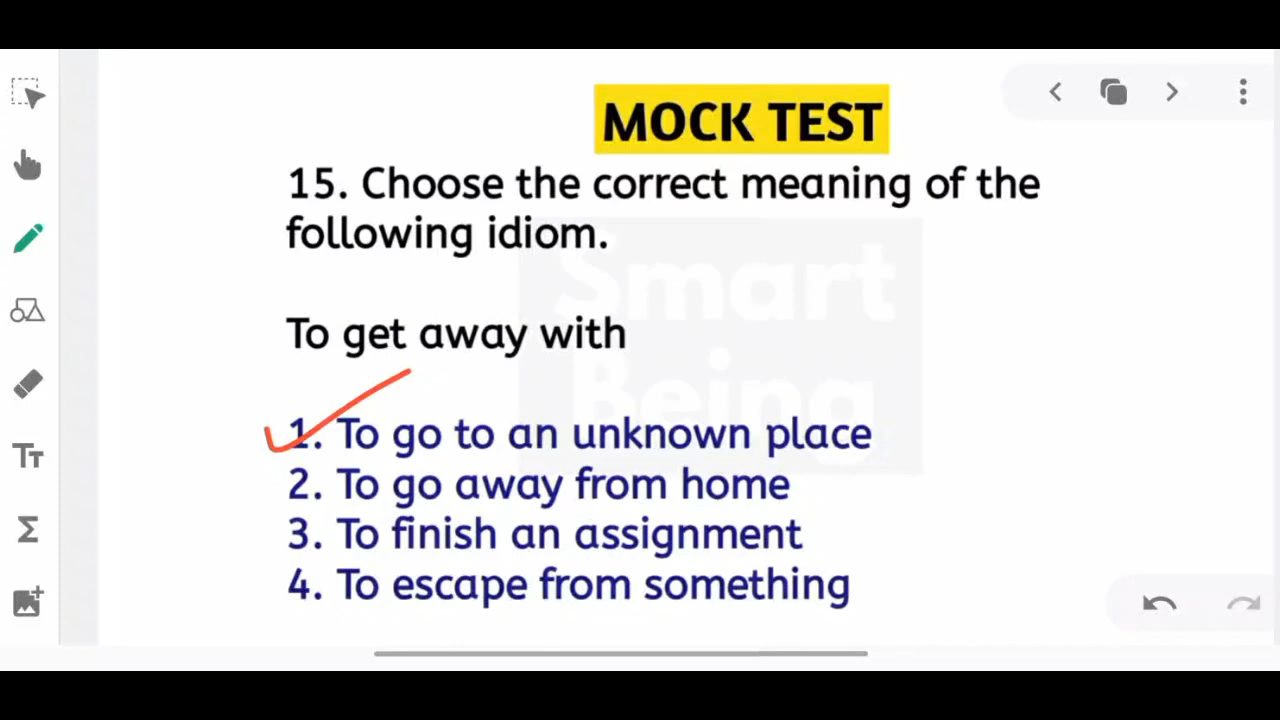 MOCK TEST
15. Choose the correct meaning of the
following idiom.
Smart
To get away with
Being
1. To go to an unknown place
2. To go away from home
3. To finish an assignment
4. To escape from something